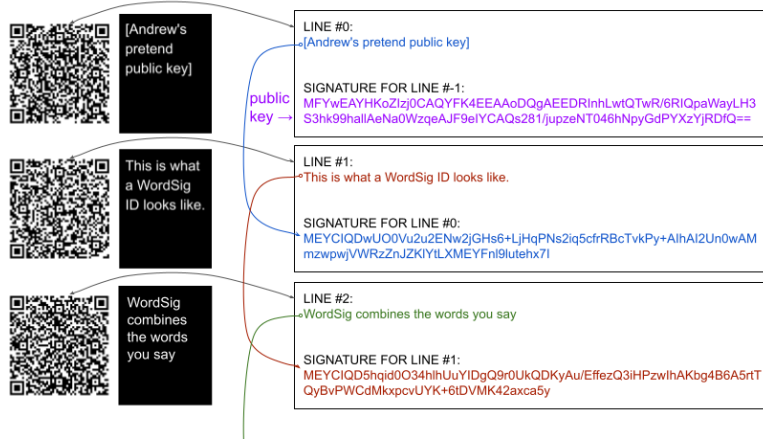 [Andrew's
pretend
public key]
LINE #0:
[Andrew's pretend public key]
SIGNATURE FOR LINE #-1:
public
key →
MFYwEAYHKoZIzj0CAQYFK4EEAAoDQgAEEDRInhLwtQTwR/6RIQpaWayLH3
S3hk99hallAeNa0WzqeAJF9eIYCAQs281/jupzeNT046hNpyGdPYXzYjRDfQ==
This is what
a WordSig
ID looks like.
LINE #1:
This is what a WordSig ID looks like.
SIGNATURE FOR LINE #0:
MEYCIQDwUO0Vu2u2ENw2jGHs6+LjHqPNs2iq5cfrRBcTvkPy+AIhAI2Un0wAM
mzwpwjVWRzZnJZKlYtLXMEYFnl9lutehx7I
WordSig
combines
the words
you say
LINE #2:
WordSig combines the words you say
SIGNATURE FOR LINE #1:
MEYCIQD5hqid0O34hlhUuYIDgQ9r0UkQDKyAu/EffezQ3iHPzwIhAKbg4B6A5rtT
QyBvPWCdMkxpcvUYK+6tDVMK42axca5y